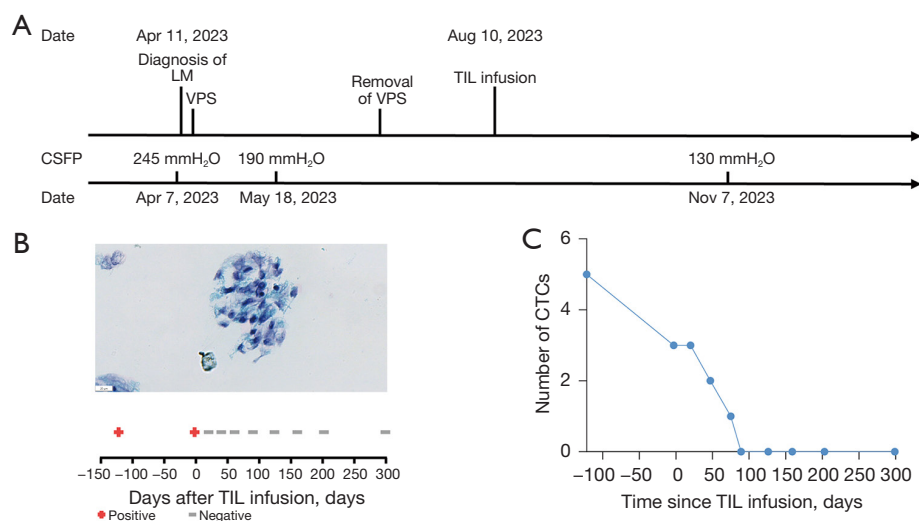 A
Date Apr 11, 2023 Aug 10, 2023
Diagnosis of
LM
VPS
Removal
of VPS
TIL infusion
CSFP 245 mmH₂O 190 mmH₂O 130 mmH₂O
Date Apr 7, 2023 May 18, 2023 Nov 7, 2023
B
−150 −100 −50 0 50 100 150 200 250 300
Days after TIL infusion, days
Positive Negative
C
6
4
2
0
Number of CTCs
−100 0 50 100 150 200 250 300
Time since TIL infusion, days